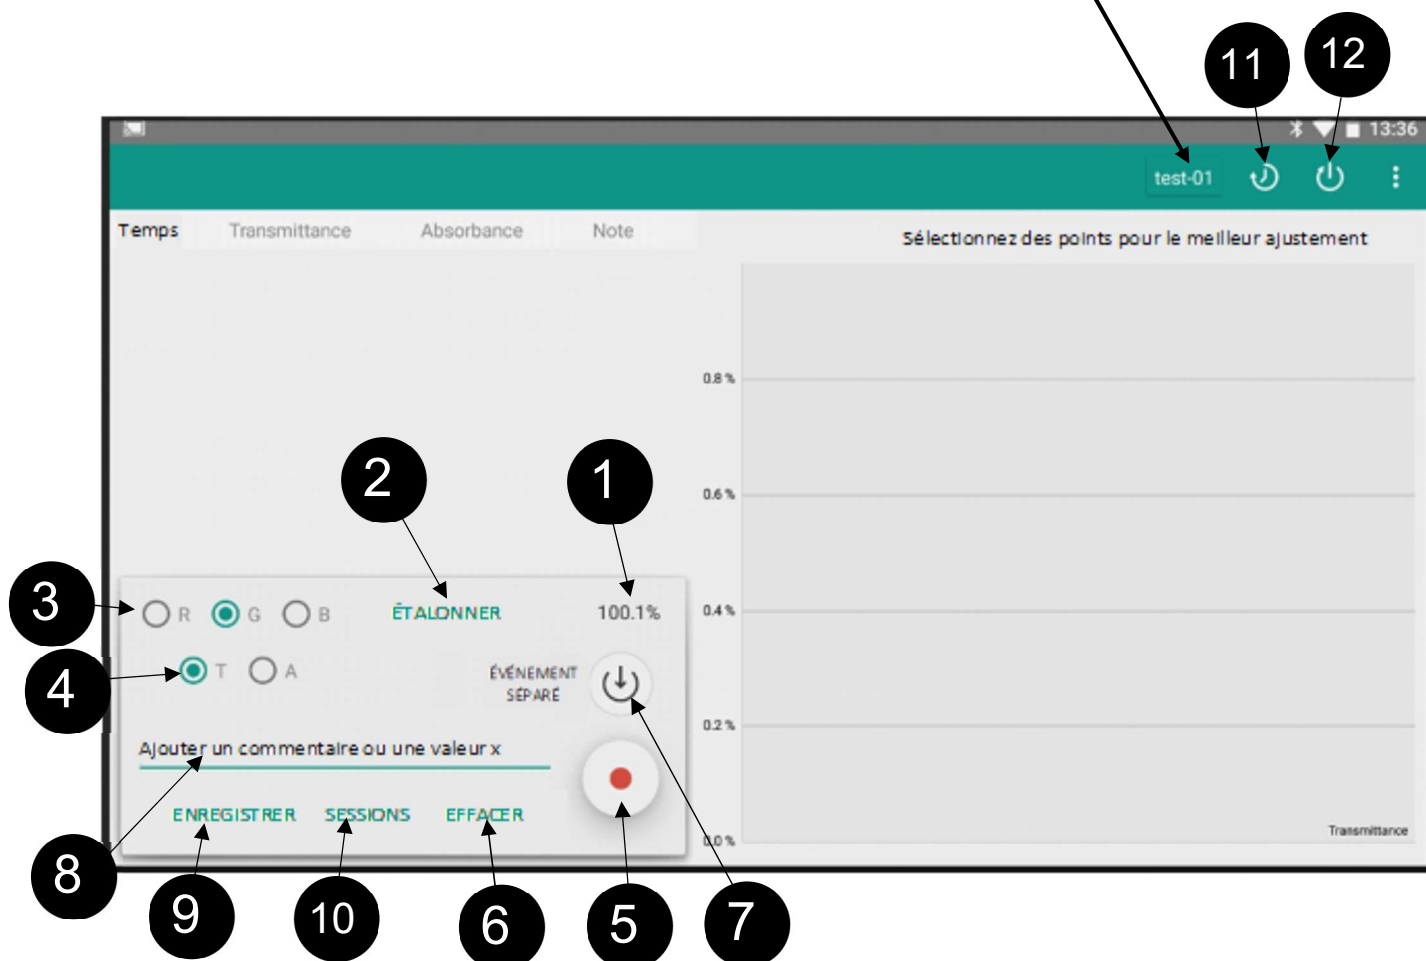 11 12
13:36
test-01
Temps Transmittance Absorbance Note
Sélectionnez des points pour le meilleur ajustement
0.8 %
2 1
0.6 %
3 R G B ÉTALONNER 100.1% 0.4 %
4 T A ÉVÉNEMENT
SÉPARÉ
0.2 %
Ajouter un commentaire ou une valeur x
ENREGISTRER SESSIONS EFFACER
0.0 % Transmittance
8 9 10 6 5 7